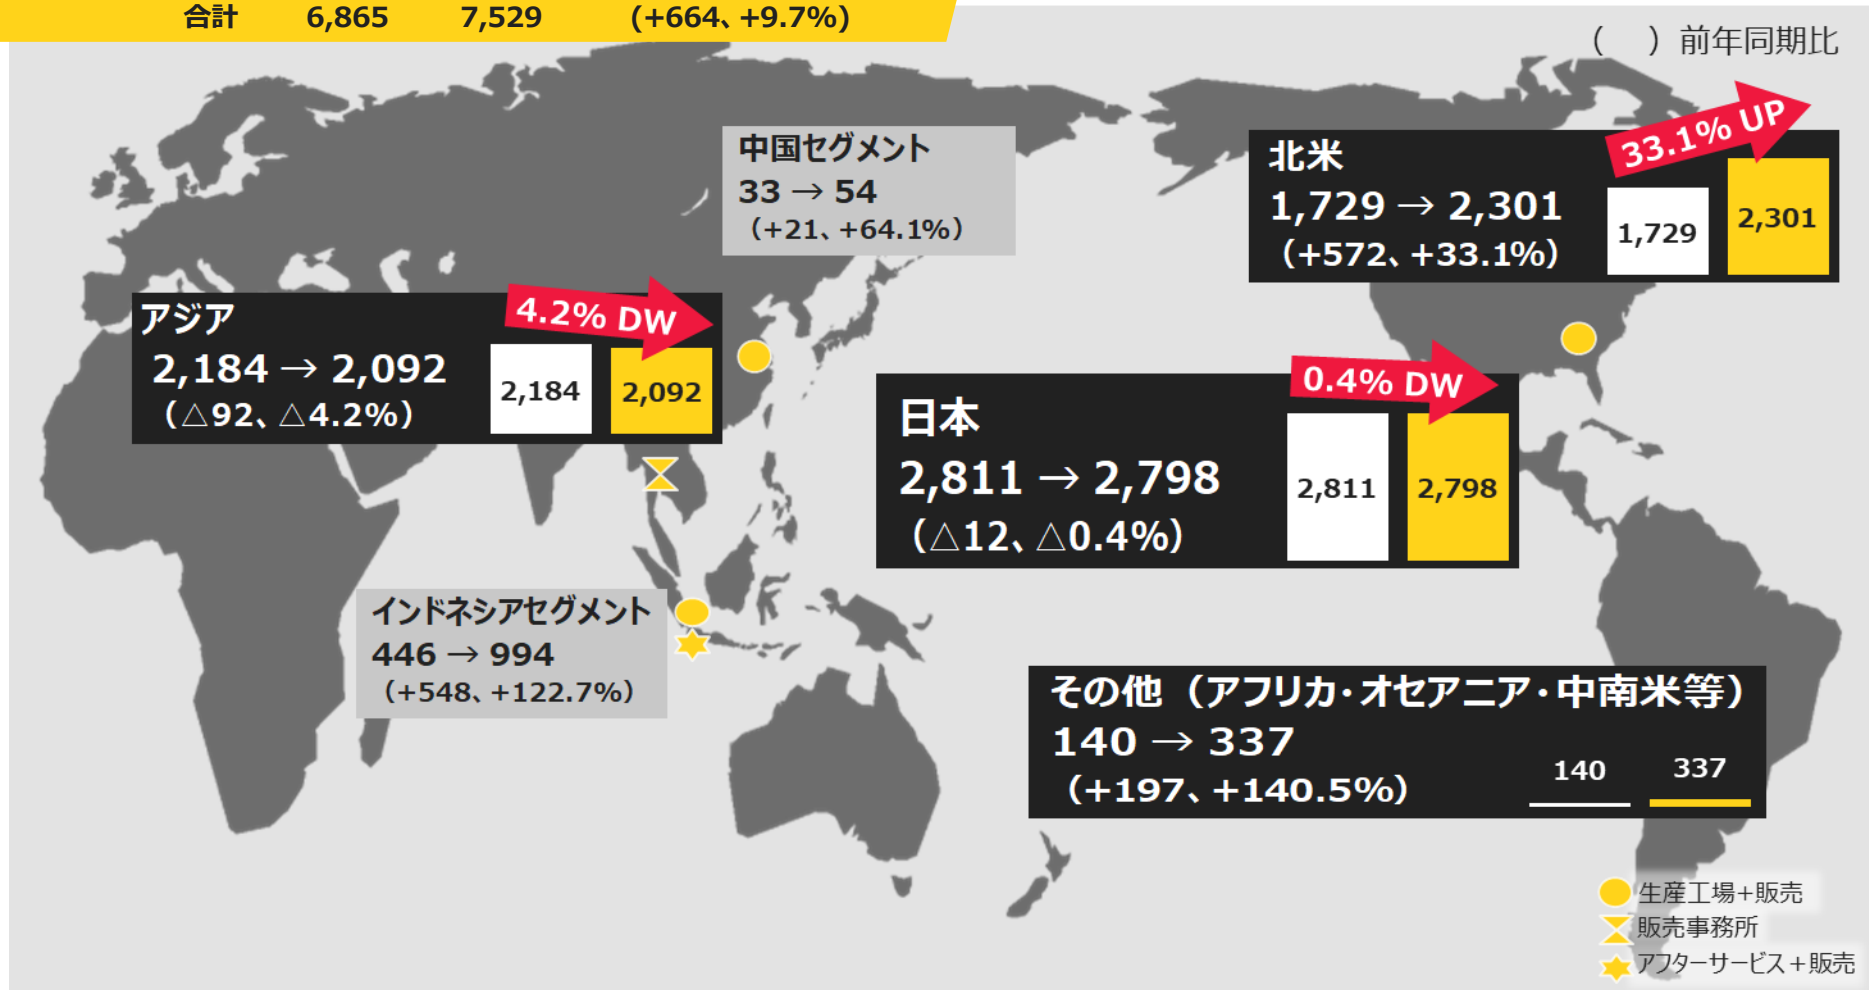 合計 6,865 7,529 (+664、+9.7%)
（ ）前年同期比
中国セグメント
33 → 54
（+21、+64.1%）
北米
1,729 → 2,301
（+572、+33.1%）
33.1% UP
1,729
2,301
アジア
2,184 → 2,092
（△92、△4.2%）
4.2% DW
2,184
2,092
日本
2,811 → 2,798
（△12、△0.4%）
0.4% DW
2,811
2,798
インドネシアセグメント
446 → 994
（+548、+122.7%）
その他（アフリカ・オセアニア・中南米等）
140 → 337
（+197、+140.5%）
140
337
生産工場+販売
販売事務所
アフターサービス+販売